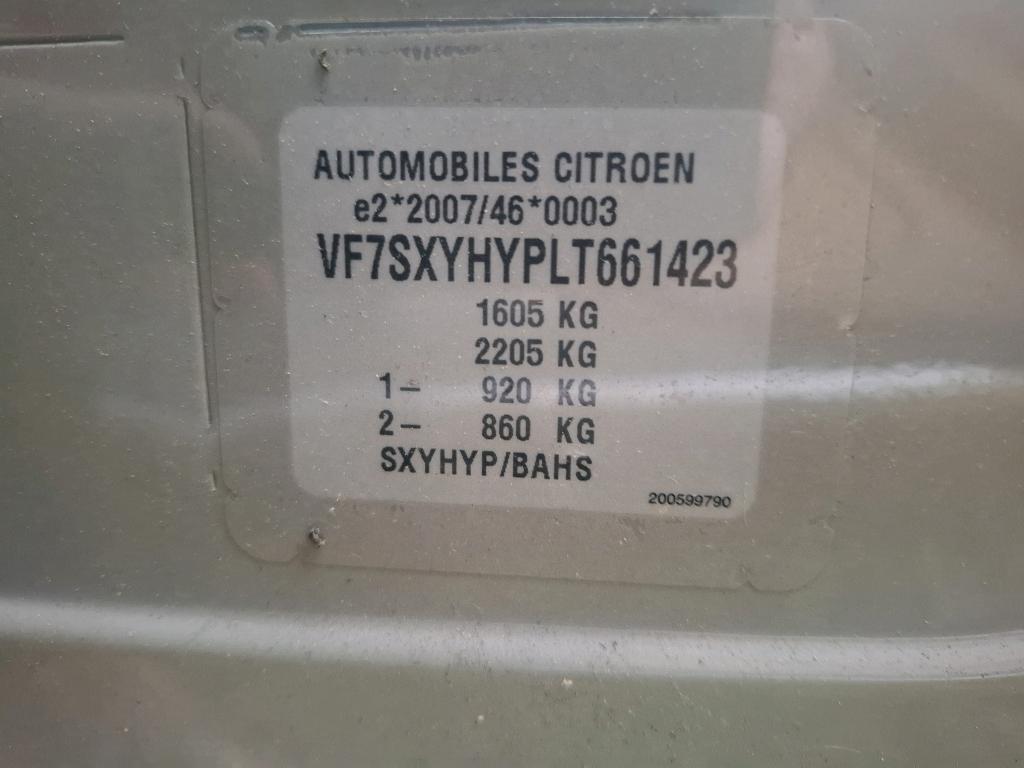 AUTOMOBILES CITROEN
e2*2007/46*0003
VF7SXYHYPLT661423
1605 KG
2205 KG
1– 920 KG
2– 860 KG
SXYHYP/BAHS
200599790